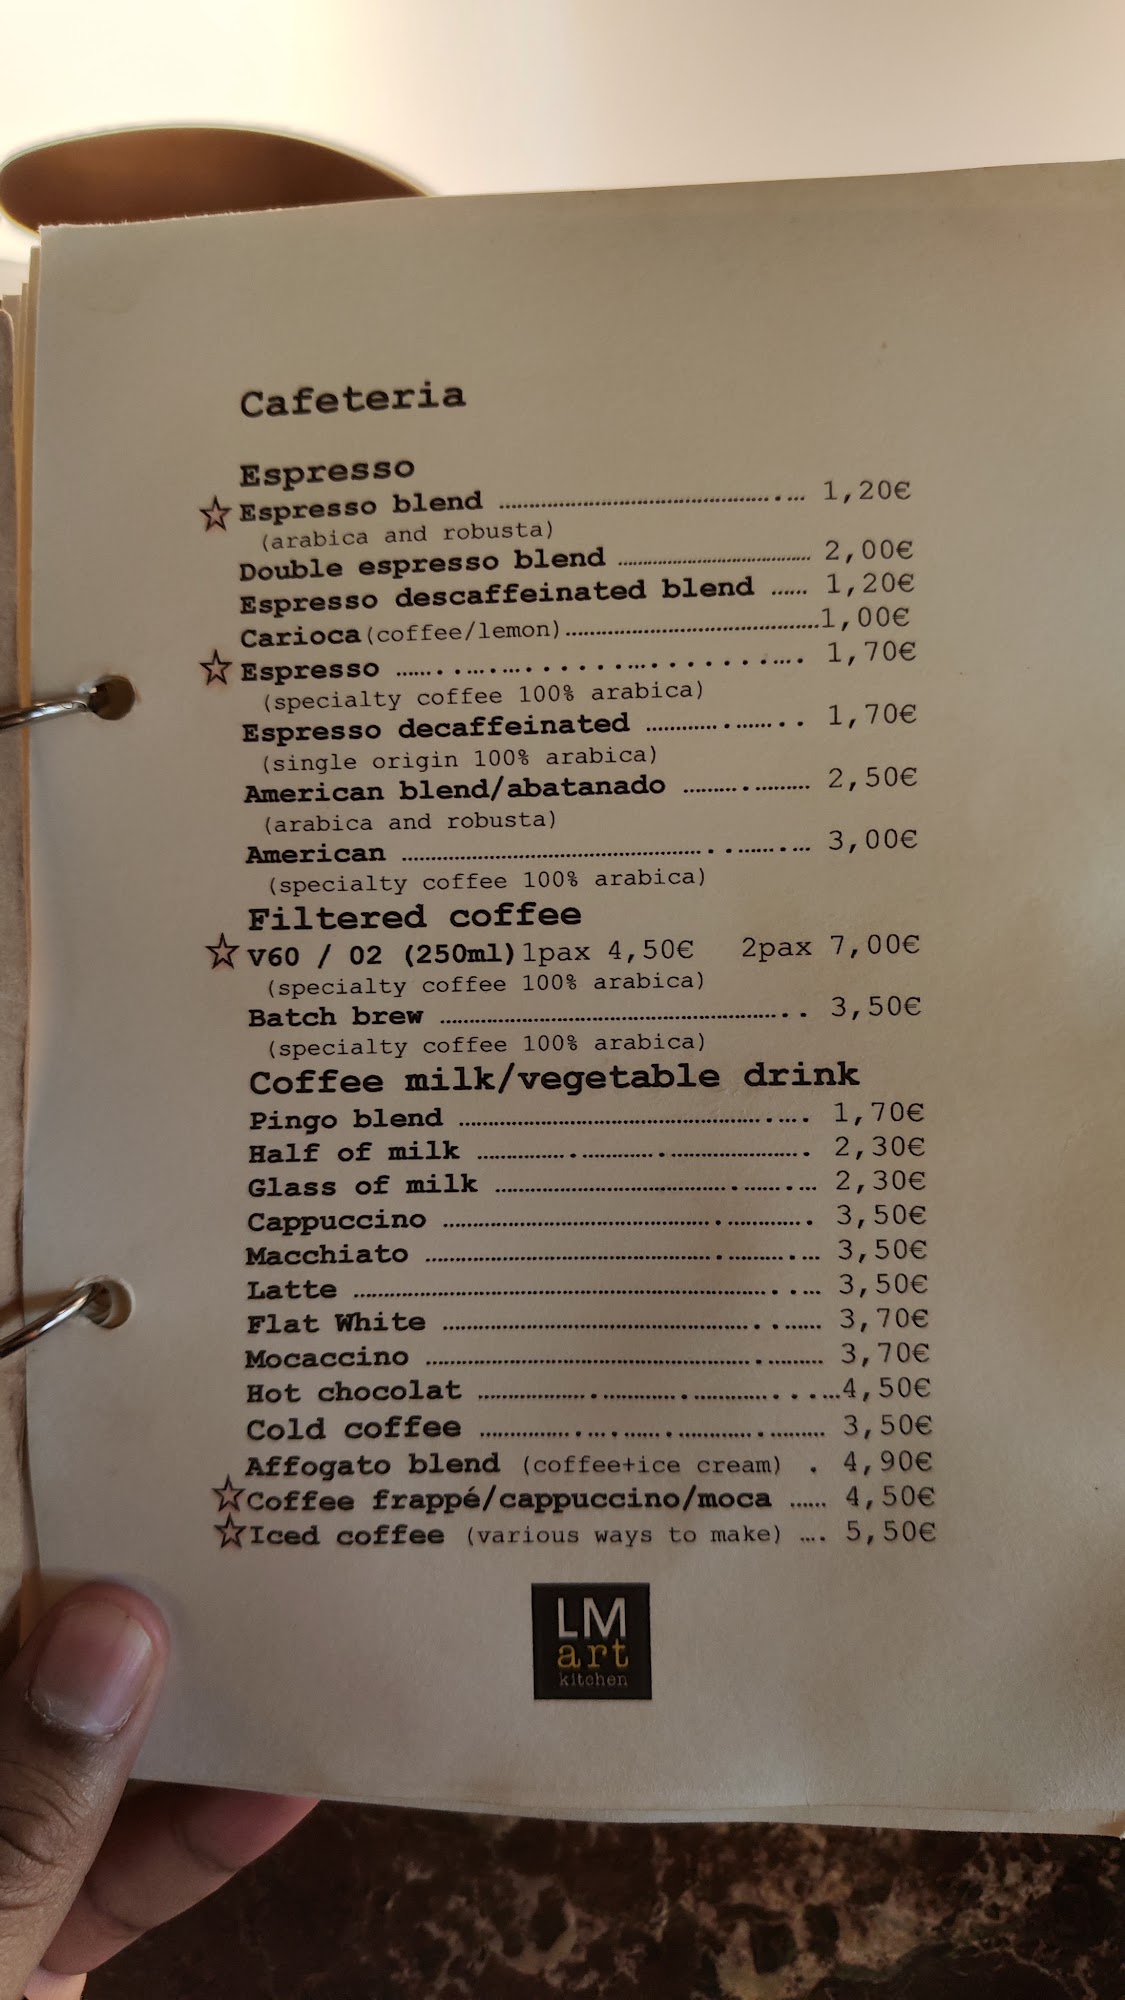 Cafeteria
Espresso
Espresso blend ........ 1,20€
(arabica and robusta)
Double espresso blend ........ 2,00€
Espresso descaffeinated blend ...... 1,20€
Carioca(coffee/lemon)........1,00€
Espresso ........ 1,70€
(specialty coffee 100% arabica)
Espresso decaffeinated ........ 1,70€
(single origin 100% arabica)
American blend/abatanado ........ 2,50€
(arabica and robusta)
American ........ 3,00€
(specialty coffee 100% arabica)
Filtered coffee
V60 / 02 (250ml)1pax 4,50€ 2pax 7,00€
(specialty coffee 100% arabica)
Batch brew ........ 3,50€
(specialty coffee 100% arabica)
Coffee milk/vegetable drink
Pingo blend ........ 1,70€
Half of milk ........ 2,30€
Glass of milk ........ 2,30€
Cappuccino ........ 3,50€
Macchiato ........ 3,50€
Latte ........ 3,50€
Flat White ........ 3,70€
Mocaccino ........ 3,70€
Hot chocolat ........4,50€
Cold coffee ........ 3,50€
Affogato blend (coffee+ice cream) . 4,90€
Coffee frappé/cappuccino/moca ...... 4,50€
Iced coffee (various ways to make) .... 5,50€
LM
art
kitchen